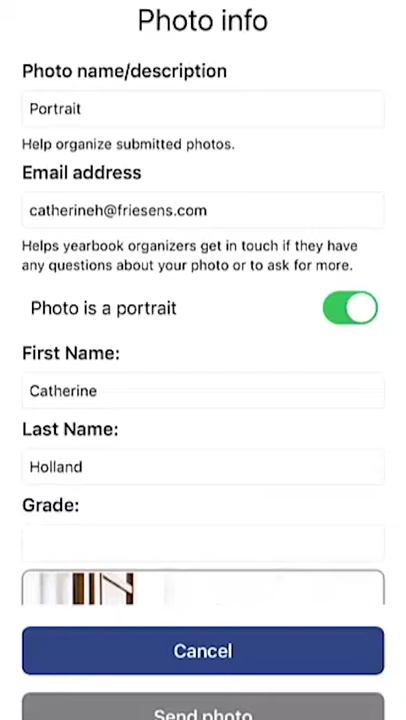 Photo info
Photo name/description
Portrait
Help organize submitted photos.
Email address
catherineh@friesens.com
Helps yearbook organizers get in touch if they have
any questions about your photo or to ask for more.
Photo is a portrait
First Name:
Catherine
Last Name:
Holland
Grade:
Cancel
Send photo